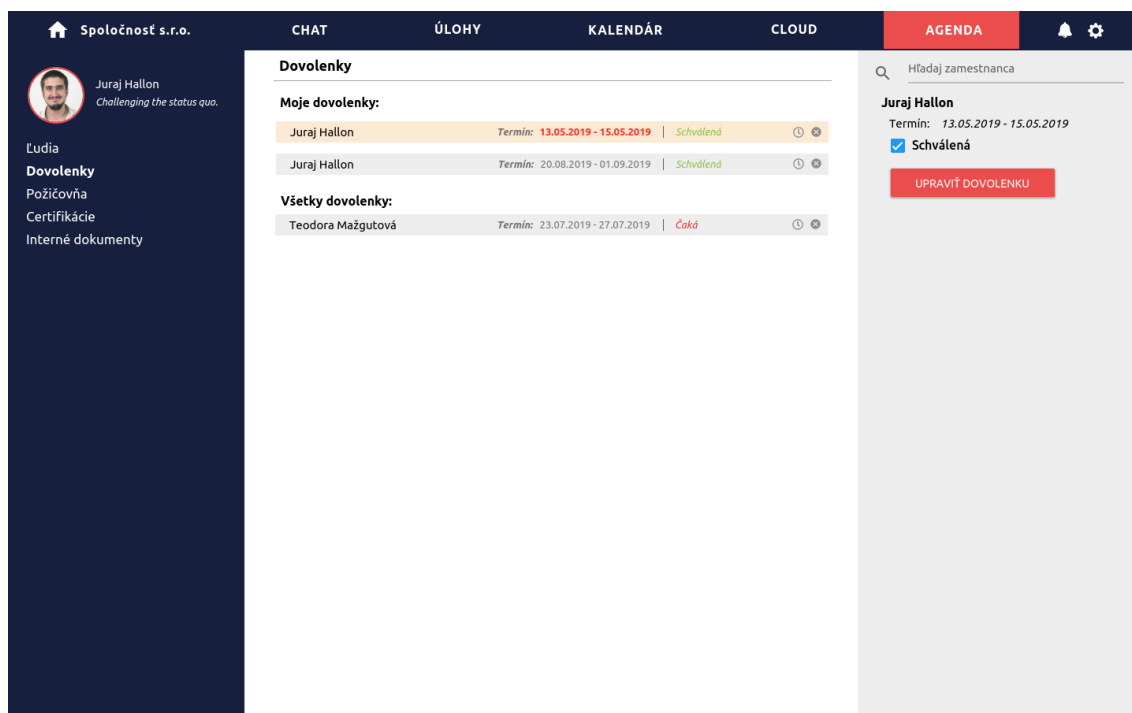 Spoločnosť s.r.o. CHAT ÚLOHY KALENDÁR CLOUD AGENDA
Juraj Hallon
Challenging the status quo.
Ľudia
Dovolenky
Požičovňa
Certifikácie
Interné dokumenty
Dovolenky
Moje dovolenky:
Juraj Hallon Termín: 13.05.2019 - 15.05.2019 | Schválená
Juraj Hallon Termín: 20.08.2019 - 01.09.2019 | Schválená
Všetky dovolenky:
Teodora Mažgutová Termín: 23.07.2019 - 27.07.2019 | Čaká
Hľadaj zamestnanca
Juraj Hallon
Termín: 13.05.2019 - 15.05.2019
Schválená
UPRAVIŤ DOVOLENKU